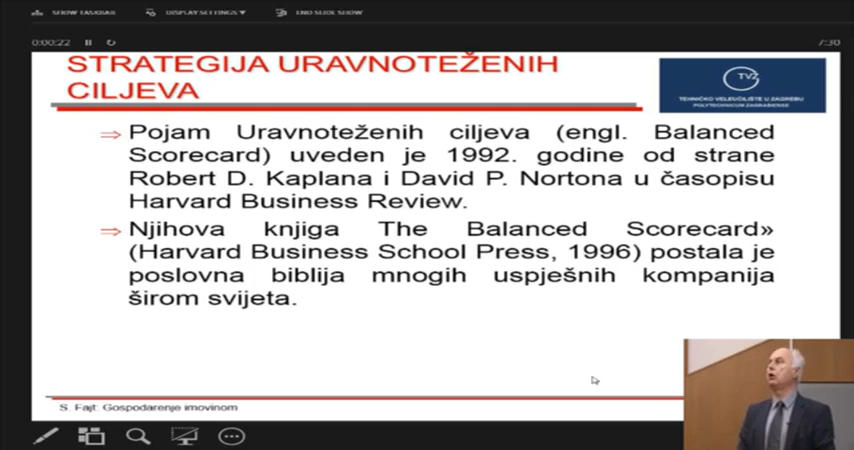 SHOW TASKBAR DISPLAY SETTINGS ▼ END SLIDE SHOW
0:00:22 7:30
STRATEGIJA URAVNOTEŽENIH
CILJEVA
TVZ
TEHNIČKO VELEUČILIŠTE U ZAGREBU
POLYTECHNICUM ZAGRABIENSE
⇒ Pojam Uravnoteženih ciljeva (engl. Balanced
Scorecard) uveden je 1992. godine od strane
Robert D. Kaplana i David P. Nortona u časopisu
Harvard Business Review.
⇒ Njihova knjiga The Balanced Scorecard»
(Harvard Business School Press, 1996) postala je
poslovna biblija mnogih uspješnih kompanija
širom svijeta.
S. Fajt: Gospodarenje imovinom